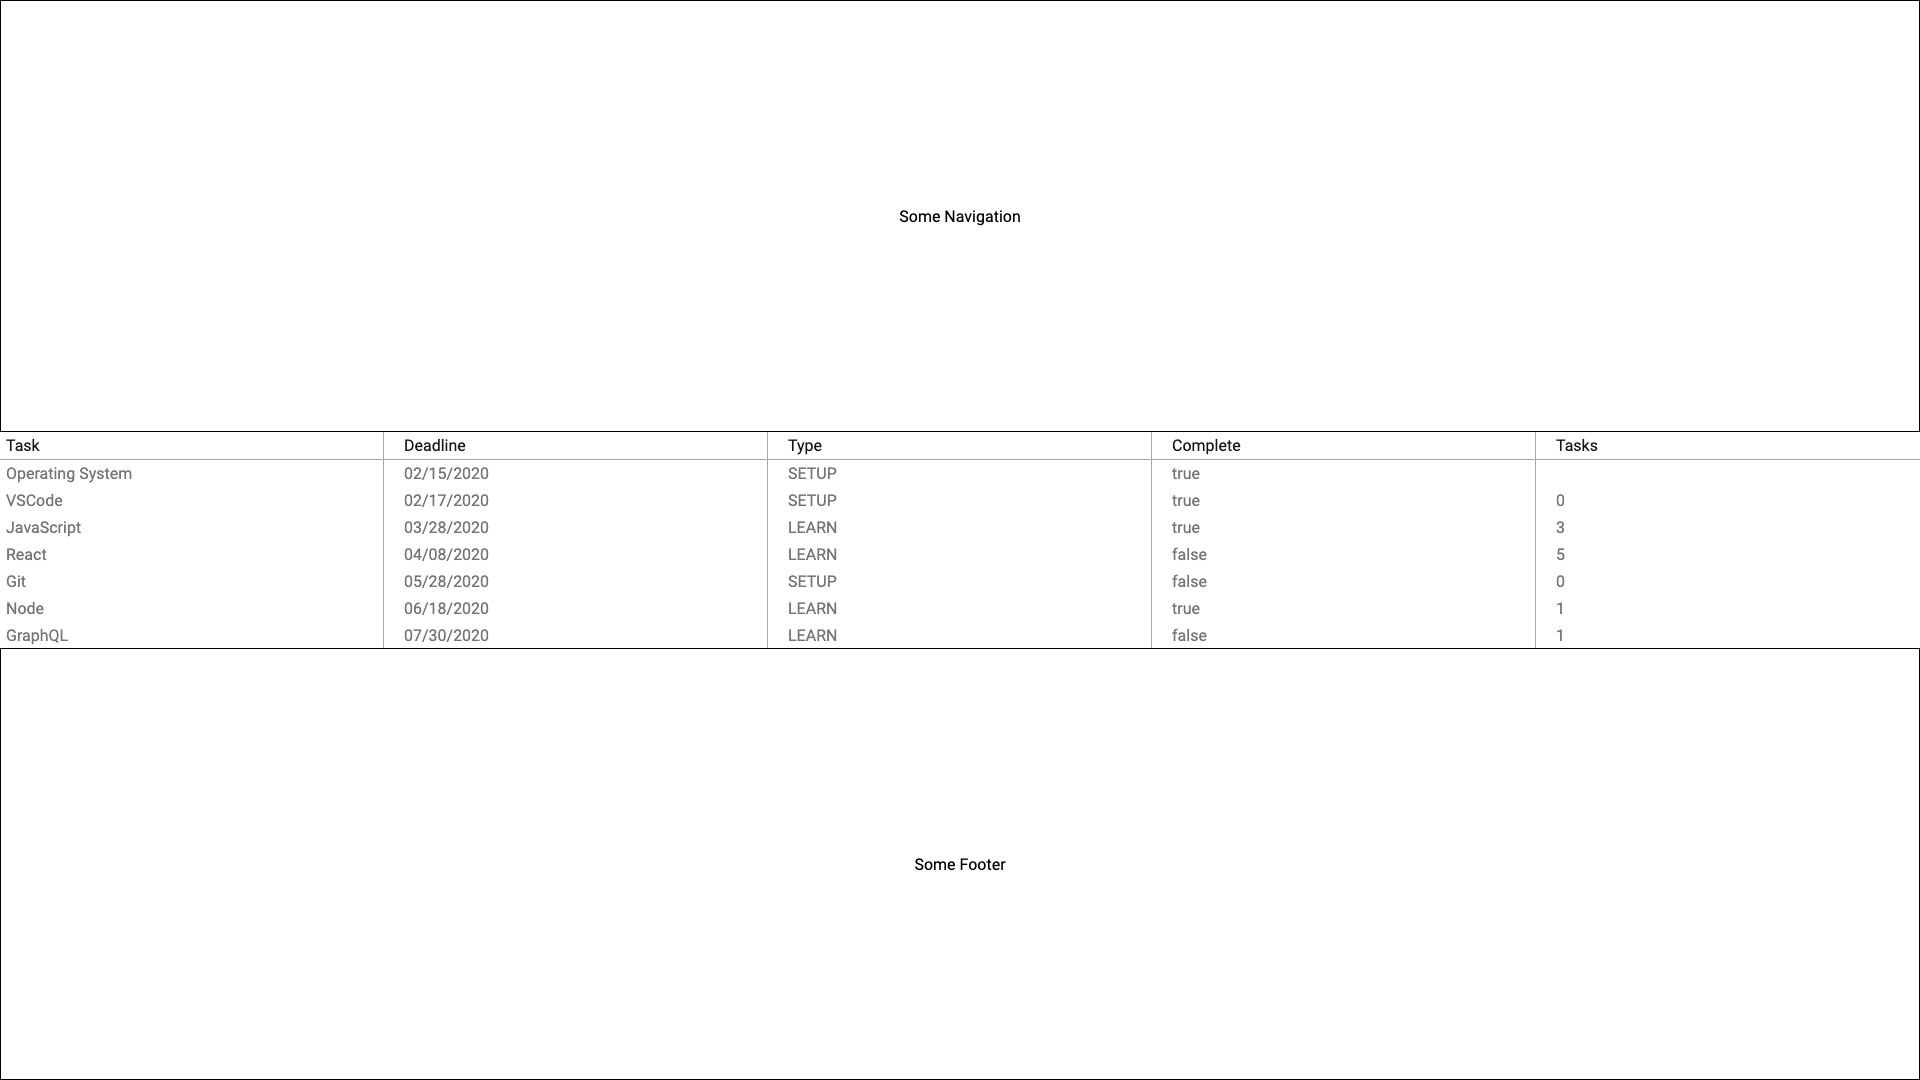 Some Navigation
Task Deadline Type Complete Tasks
Operating System 02/15/2020 SETUP true
VSCode 02/17/2020 SETUP true 0
JavaScript 03/28/2020 LEARN true 3
React 04/08/2020 LEARN false 5
Git 05/28/2020 SETUP false 0
Node 06/18/2020 LEARN true 1
GraphQL 07/30/2020 LEARN false 1
Some Footer